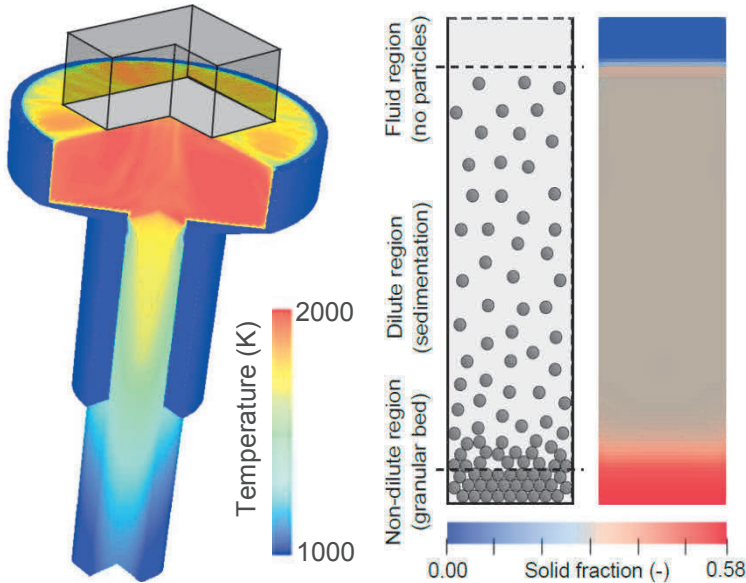 Temperature (K)
2000
1000
Fluid region
(no particles)
Dilute region
(sedimentation)
Non-dilute region
(granular bed)
0.00 Solid fraction (-) 0.58